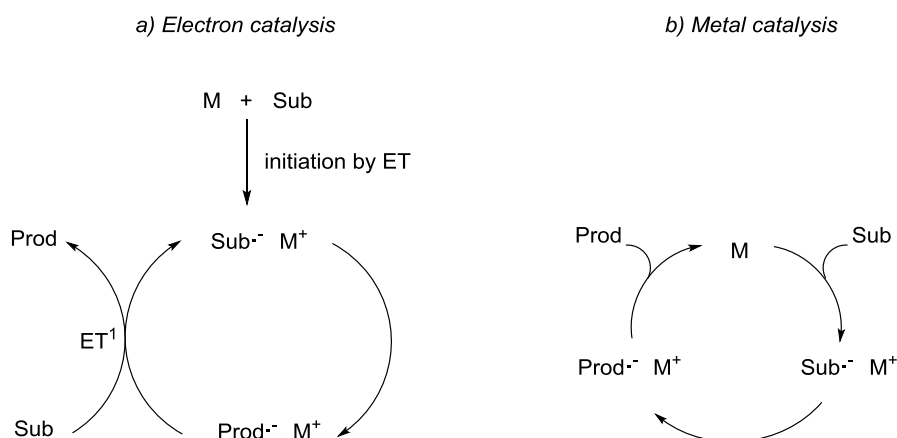 a) Electron catalysis
b) Metal catalysis
M + Sub
initiation by ET
Prod
Sub·- M+
ET1
Sub
Prod·- M+
Prod
M
Sub
Prod·- M+
Sub·- M+